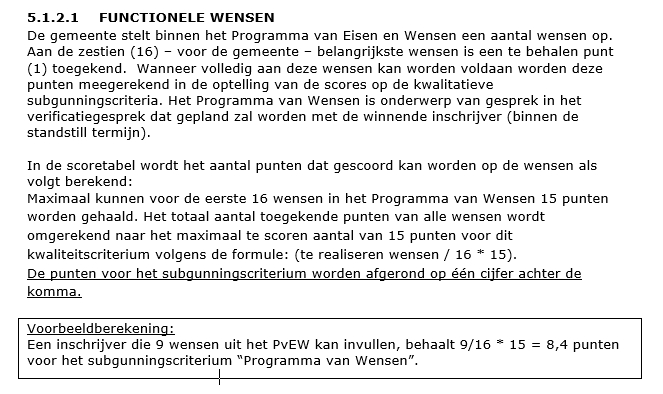 5.1.2.1 FUNCTIONELE WENSEN
De gemeente stelt binnen het Programma van Eisen en Wensen een aantal wensen op.
Aan de zestien (16) – voor de gemeente – belangrijkste wensen is een te behalen punt
(1) toegekend. Wanneer volledig aan deze wensen kan worden voldaan worden deze
punten meegerekend in de optelling van de scores op de kwalitatieve
subgunningscriteria. Het Programma van Wensen is onderwerp van gesprek in het
verificatiegesprek dat gepland zal worden met de winnende inschrijver (binnen de
standstill termijn).
In de scoretabel wordt het aantal punten dat gescoord kan worden op de wensen als
volgt berekend:
Maximaal kunnen voor de eerste 16 wensen in het Programma van Wensen 15 punten
worden gehaald. Het totaal aantal toegekende punten van alle wensen wordt
omgerekend naar het maximaal te scoren aantal van 15 punten voor dit
kwaliteitscriterium volgens de formule: (te realiseren wensen / 16 * 15).
De punten voor het subgunningscriterium worden afgerond op één cijfer achter de
komma.
Voorbeeldberekening:
Een inschrijver die 9 wensen uit het PvEW kan invullen, behaalt 9/16 * 15 = 8,4 punten
voor het subgunningscriterium “Programma van Wensen”.